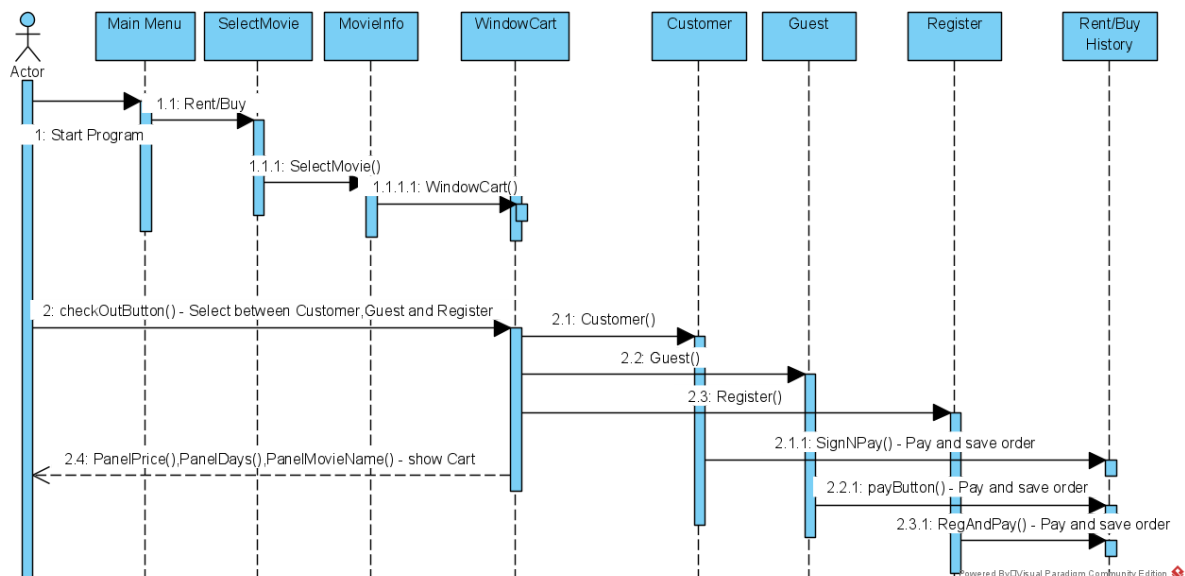 Main Menu
SelectMovie
MovieInfo
WindowCart
Customer
Guest
Register
Rent/Buy
History
Actor
1.1: Rent/Buy
1: Start Program
1.1.1: SelectMovie()
1.1.1.1: WindowCart()
2: checkOutButton() - Select between Customer,Guest and Register
2.1: Customer()
2.2: Guest()
2.3: Register()
2.1.1: SignNPay() - Pay and save order
2.4: PanelPrice(),PanelDays(),PanelMovieName() - show Cart
2.2.1: payButton() - Pay and save order
2.3.1: RegAndPay() - Pay and save order
Powered By Visual Paradigm Community Edition